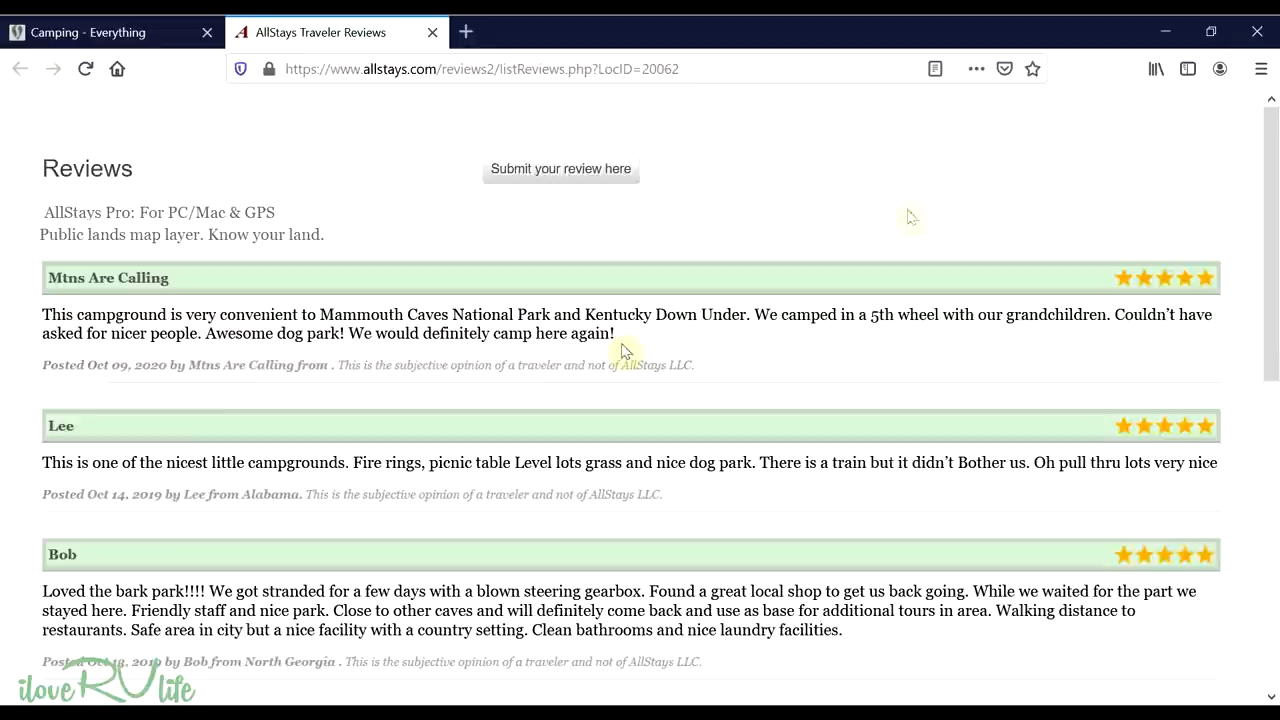 Camping - Everything
AllStays Traveler Reviews
https://www.allstays.com/reviews2/listReviews.php?LocID=20062
Reviews
Submit your review here
AllStays Pro: For PC/Mac & GPS
Public lands map layer. Know your land.
Mtns Are Calling
This campground is very convenient to Mammouth Caves National Park and Kentucky Down Under. We camped in a 5th wheel with our grandchildren. Couldn't have
asked for nicer people. Awesome dog park! We would definitely camp here again!
Posted Oct 09, 2020 by Mtns Are Calling from . This is the subjective opinion of a traveler and not of AllStays LLC.
Lee
This is one of the nicest little campgrounds. Fire rings, picnic table Level lots grass and nice dog park. There is a train but it didn't Bother us. Oh pull thru lots very nice
Posted Oct 14, 2019 by Lee from Alabama. This is the subjective opinion of a traveler and not of AllStays LLC.
Bob
Loved the bark park!!!! We got stranded for a few days with a blown steering gearbox. Found a great local shop to get us back going. While we waited for the part we
stayed here. Friendly staff and nice park. Close to other caves and will definitely come back and use as base for additional tours in area. Walking distance to
restaurants. Safe area in city but a nice facility with a country setting. Clean bathrooms and nice laundry facilities.
Posted Oct 13, 2019 by Bob from North Georgia . This is the subjective opinion of a traveler and not of AllStays LLC.
ilove RV life